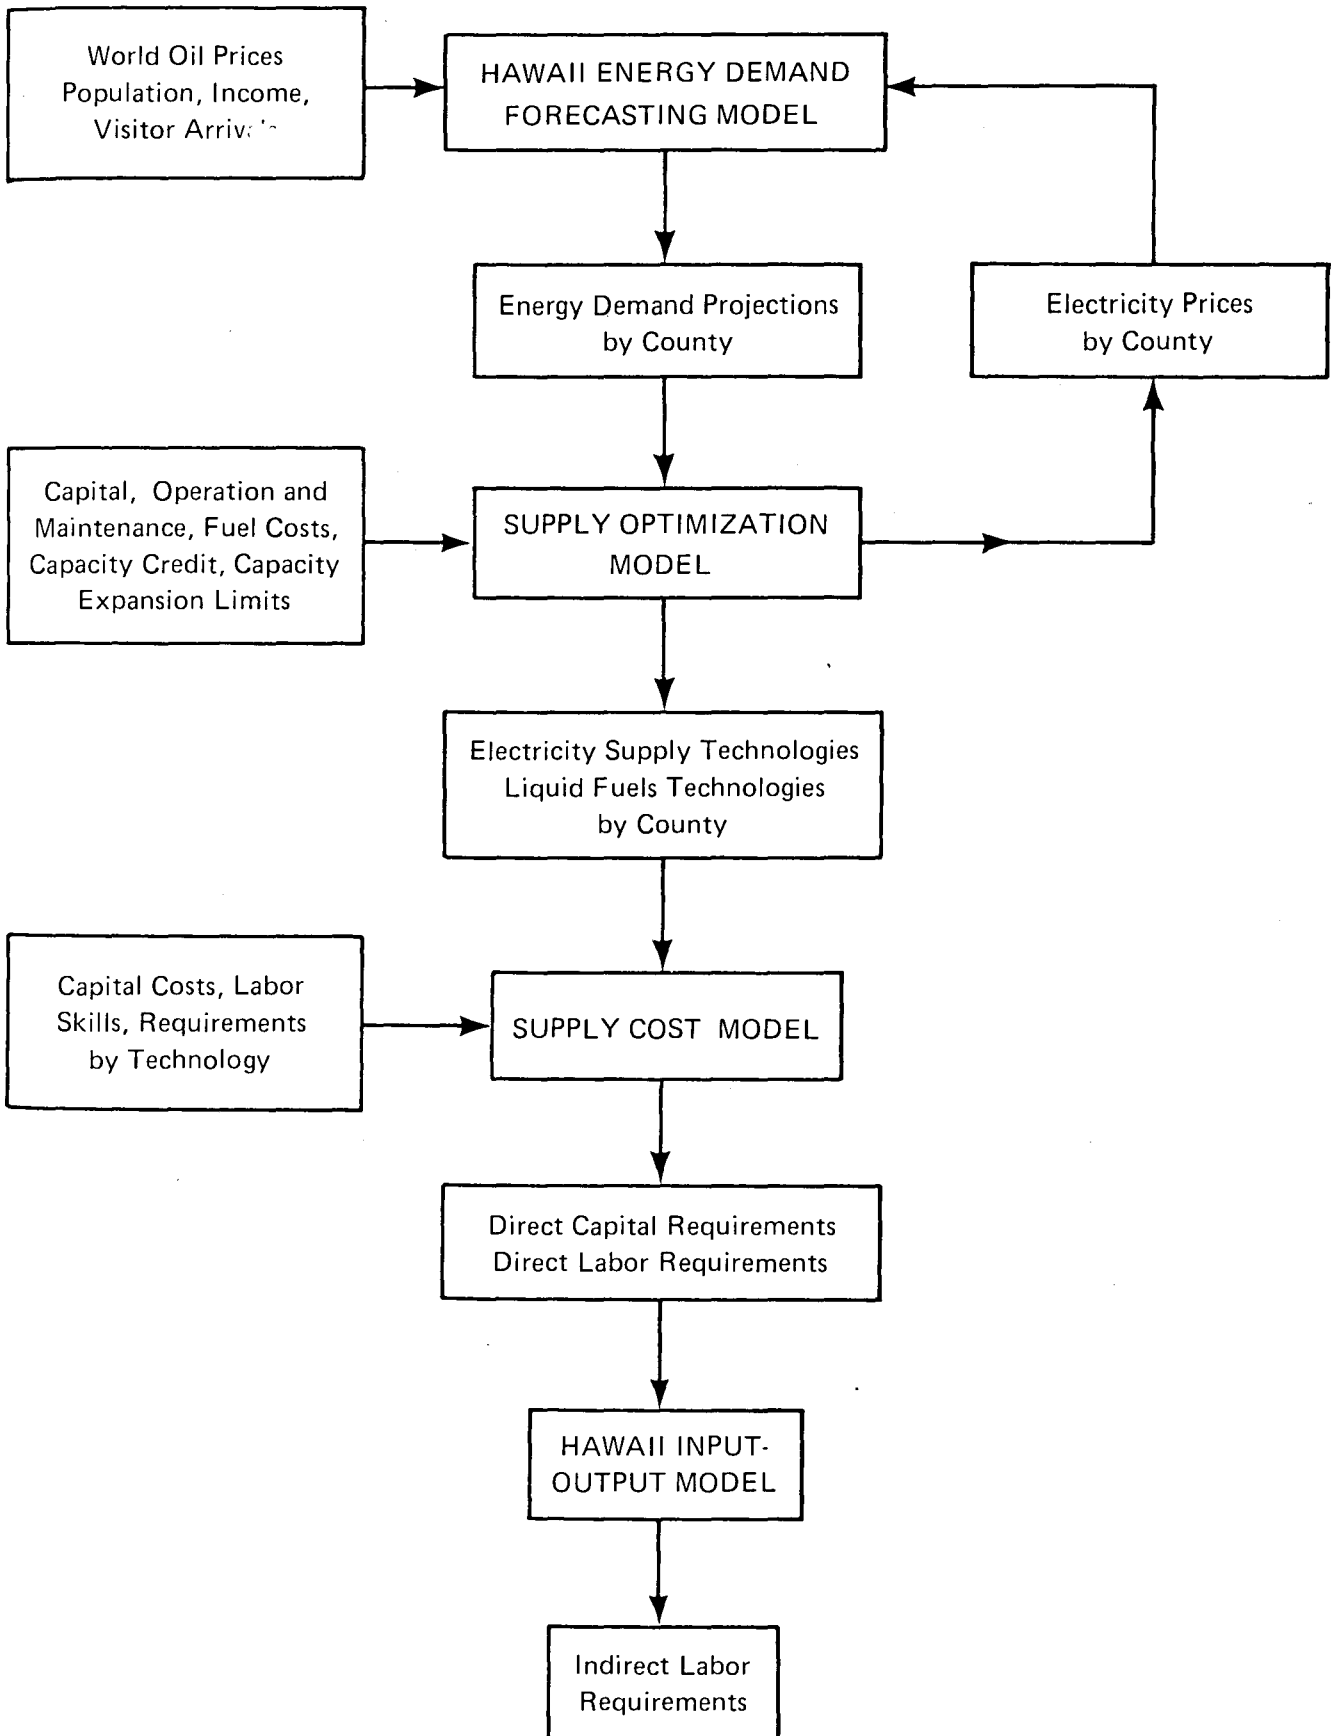 World Oil Prices
Population, Income,
Visitor
HAWAII ENERGY DEMAND
FORECASTING MODEL
Energy Demand Projections
by County
Electricity Prices
by County
Capital, Operation and
Maintenance, Fuel Costs,
Capacity Credit, Capacity
Expansion Limits
SUPPLY OPTIMIZATION
MODEL
Electricity Supply Technologies
Liquid Fuels Technologies
by County
Capital Costs, Labor
Skills, Requirements
by Technology
SUPPLY COST MODEL
Direct Capital Requirements
Direct Labor Requirements
HAWAII INPUT-
OUTPUT MODEL
Indirect Labor
Requirements